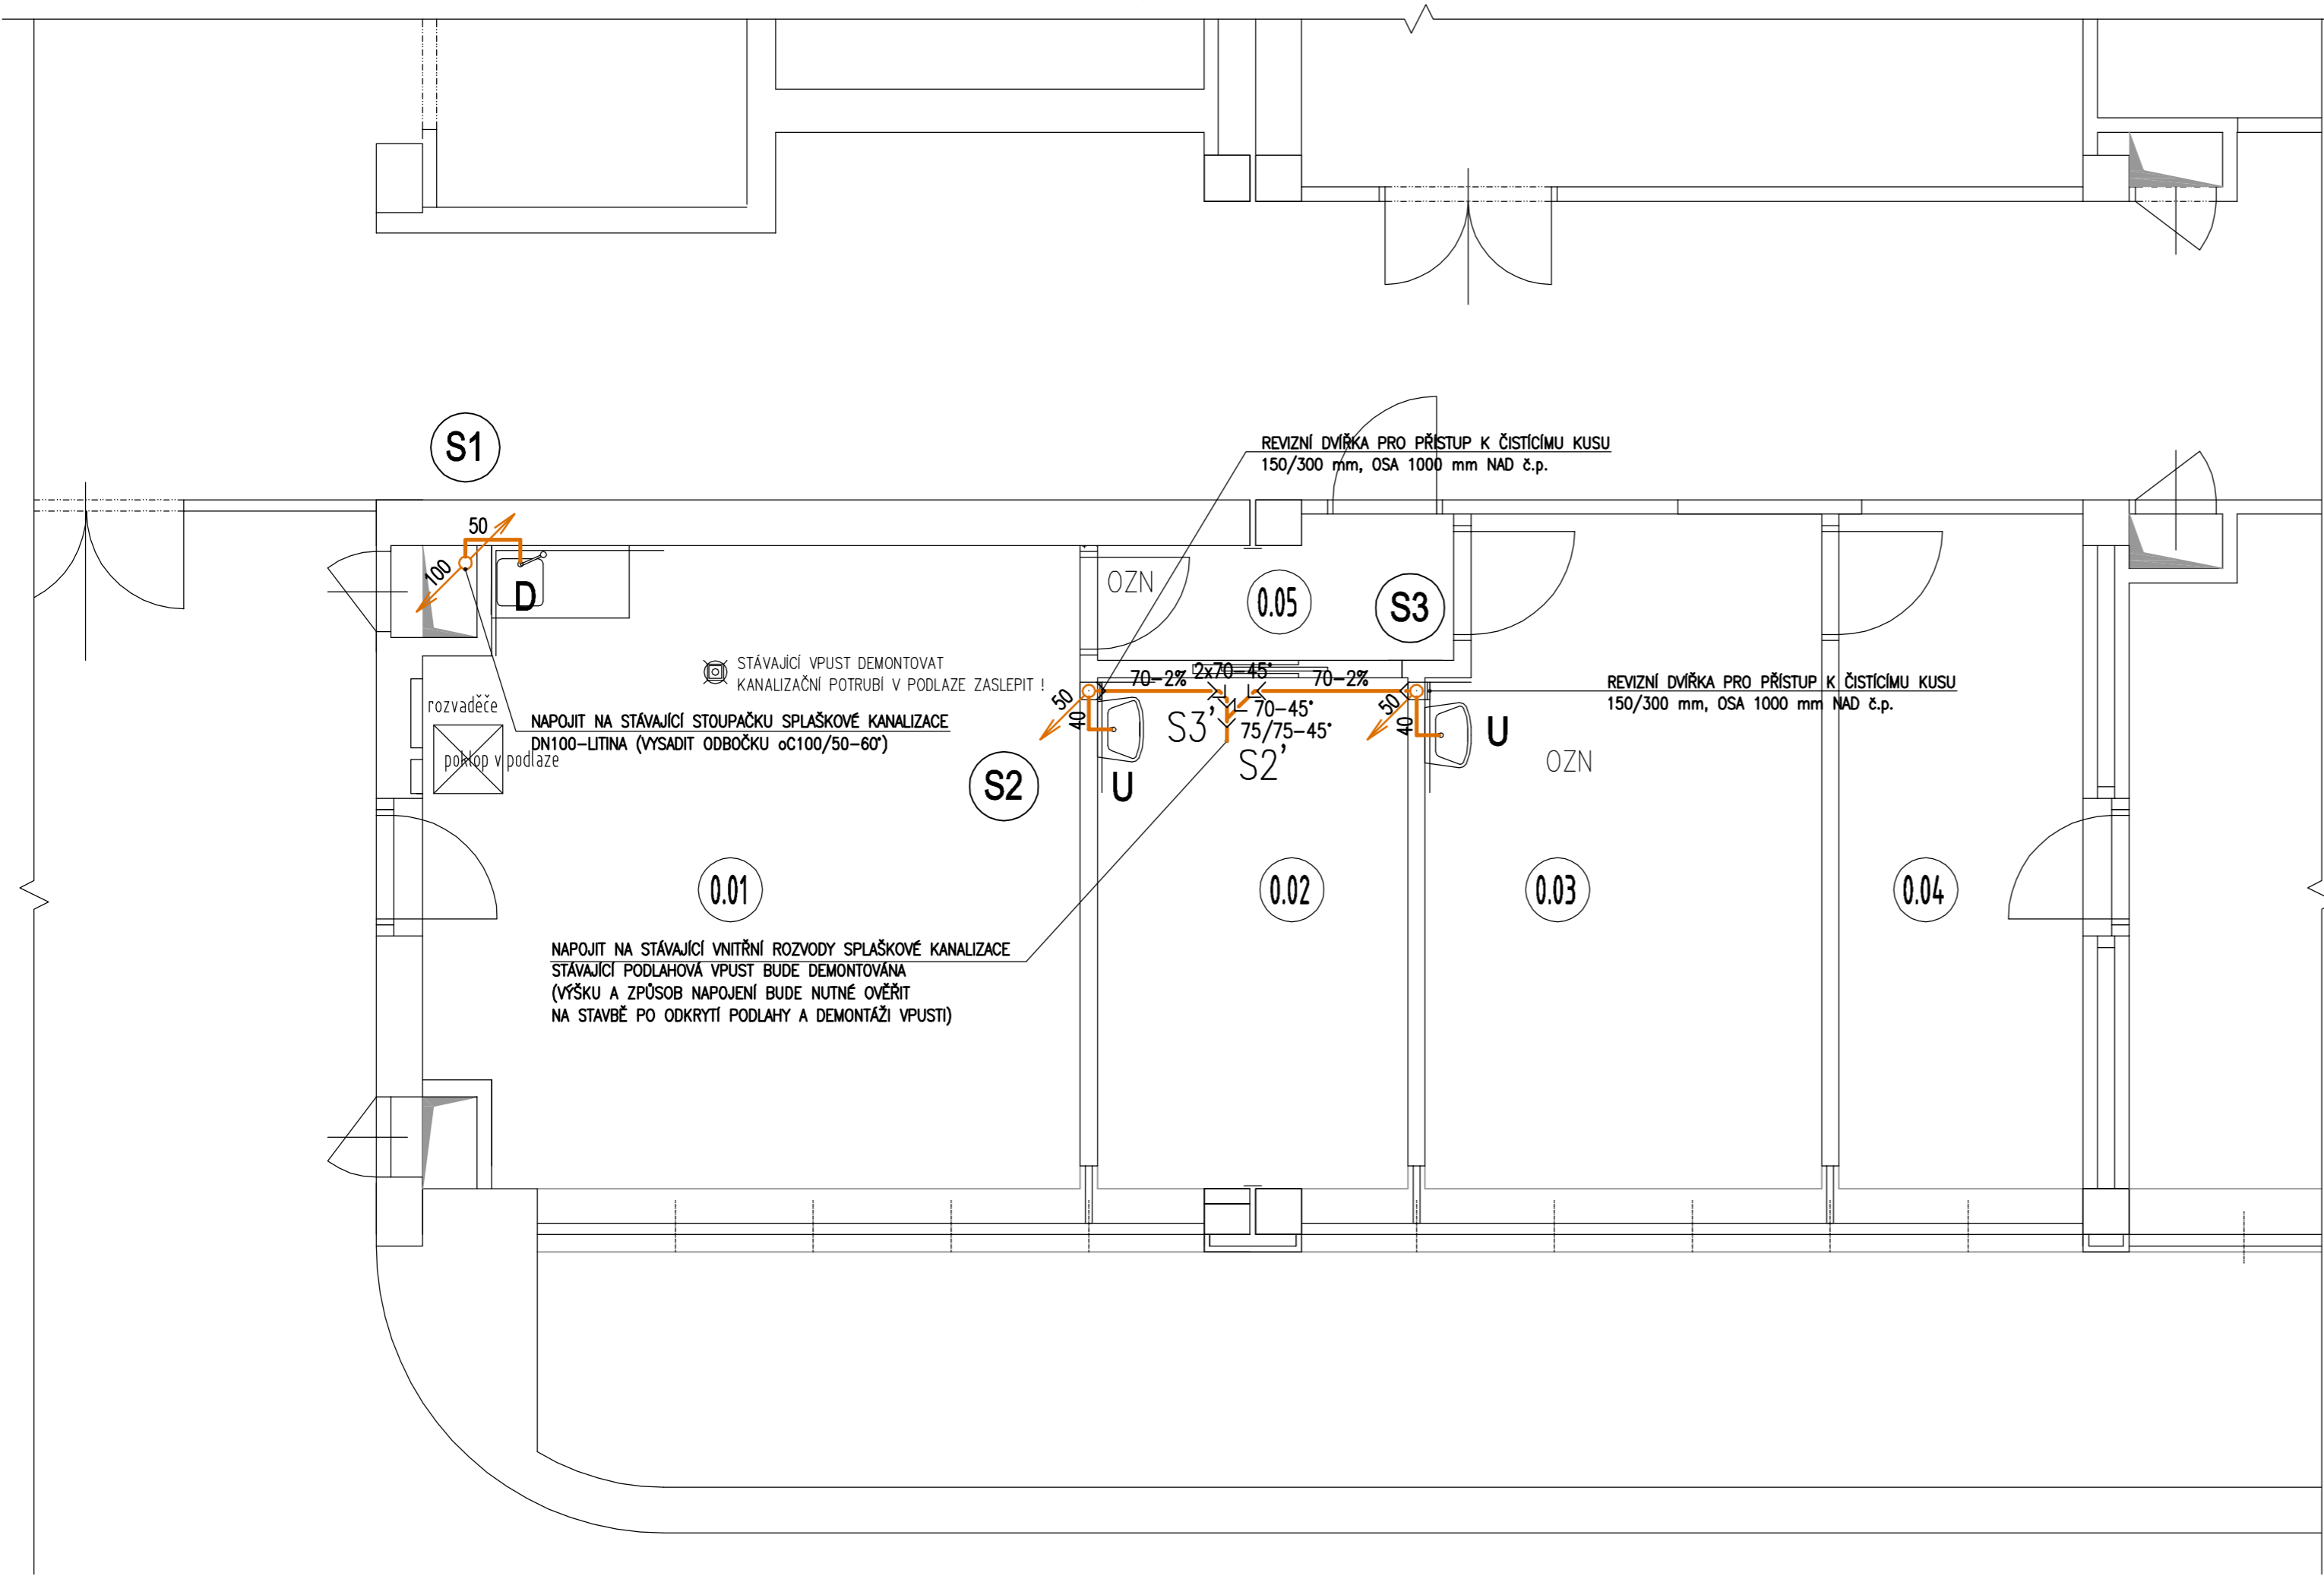 S1
REVIZNÍ DVÍŘKA PRO PŘÍSTUP K ČISTÍCÍMU KUSU
150/300 mm, OSA 1000 mm NAD č.p.
50
100
D
OZN
0.05
S3
STÁVAJÍCÍ VPUST DEMONTOVAT
KANALIZAČNÍ POTRUBÍ V PODLAZE ZASLEPIT !
70-2%
2x70-45°
70-2%
REVIZNÍ DVÍŘKA PRO PŘÍSTUP K ČISTÍCÍMU KUSU
150/300 mm, OSA 1000 mm NAD č.p.
rozvaděče
NAPOJIT NA STÁVAJÍCÍ STOUPAČKU SPLAŠKOVÉ KANALIZACE
DN100-LITINA (VYSADIT ODBOČKU oC100/50-60°)
poklop v podlaze
50
40
S3'
70-45°
75/75-45°
S2'
50
40
U
OZN
S2
U
0.01
0.02
0.03
0.04
NAPOJIT NA STÁVAJÍCÍ VNITŘNÍ ROZVODY SPLAŠKOVÉ KANALIZACE
STÁVAJÍCÍ PODLAHOVÁ VPUST BUDE DEMONTOVÁNA
(VÝŠKU A ZPŮSOB NAPOJENÍ BUDE NUTNÉ OVĚŘIT
NA STAVBĚ PO ODKRYTÍ PODLAHY A DEMONTÁŽI VPUSTI)